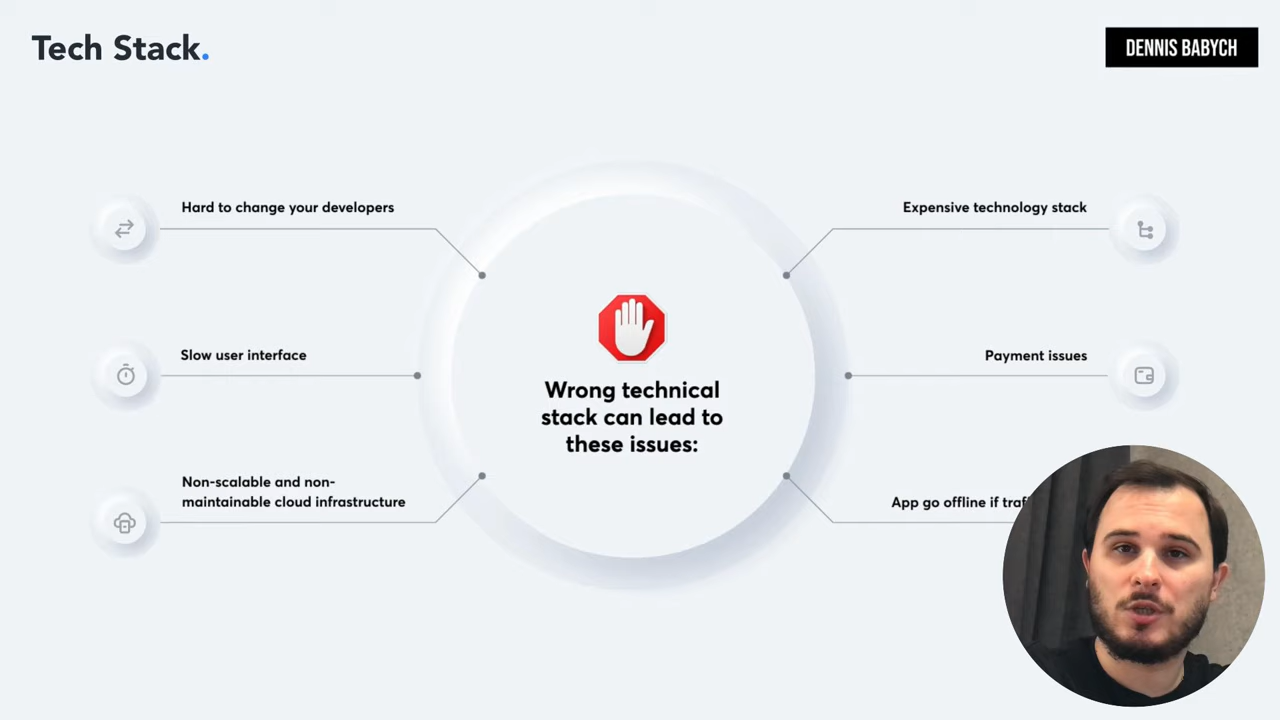 Tech Stack.
DENNIS BABYCH
Hard to change your developers
Expensive technology stack
Slow user interface
Payment issues
Wrong technical
stack can lead to
these issues:
Non-scalable and non-
maintainable cloud infrastructure
App go offline if